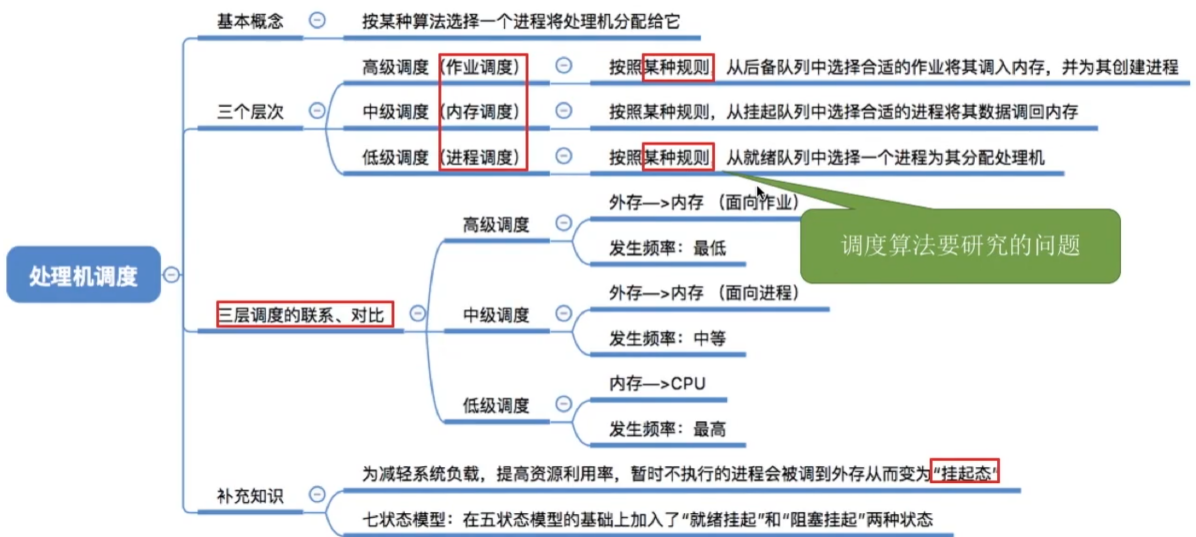 基本概念
按某种算法选择一个进程将处理机分配给它
高级调度（作业调度）
按照某种规则，从后备队列中选择合适的作业将其调入内存，并为其创建进程
三个层次
中级调度（内存调度）
按照某种规则，从挂起队列中选择合适的进程将其数据调回内存
低级调度（进程调度）
按照某种规则，从就绪队列中选择一个进程为其分配处理机
外存—>内存 （面向作业）
高级调度
发生频率：最低
调度算法要研究的问题
处理机调度
外存—>内存 （面向进程）
三层调度的联系、对比
中级调度
发生频率：中等
内存—>CPU
低级调度
发生频率：最高
为减轻系统负载，提高资源利用率，暂时不执行的进程会被调到外存从而变为“挂起态”
补充知识
七状态模型：在五状态模型的基础上加入了“就绪挂起”和“阻塞挂起”两种状态